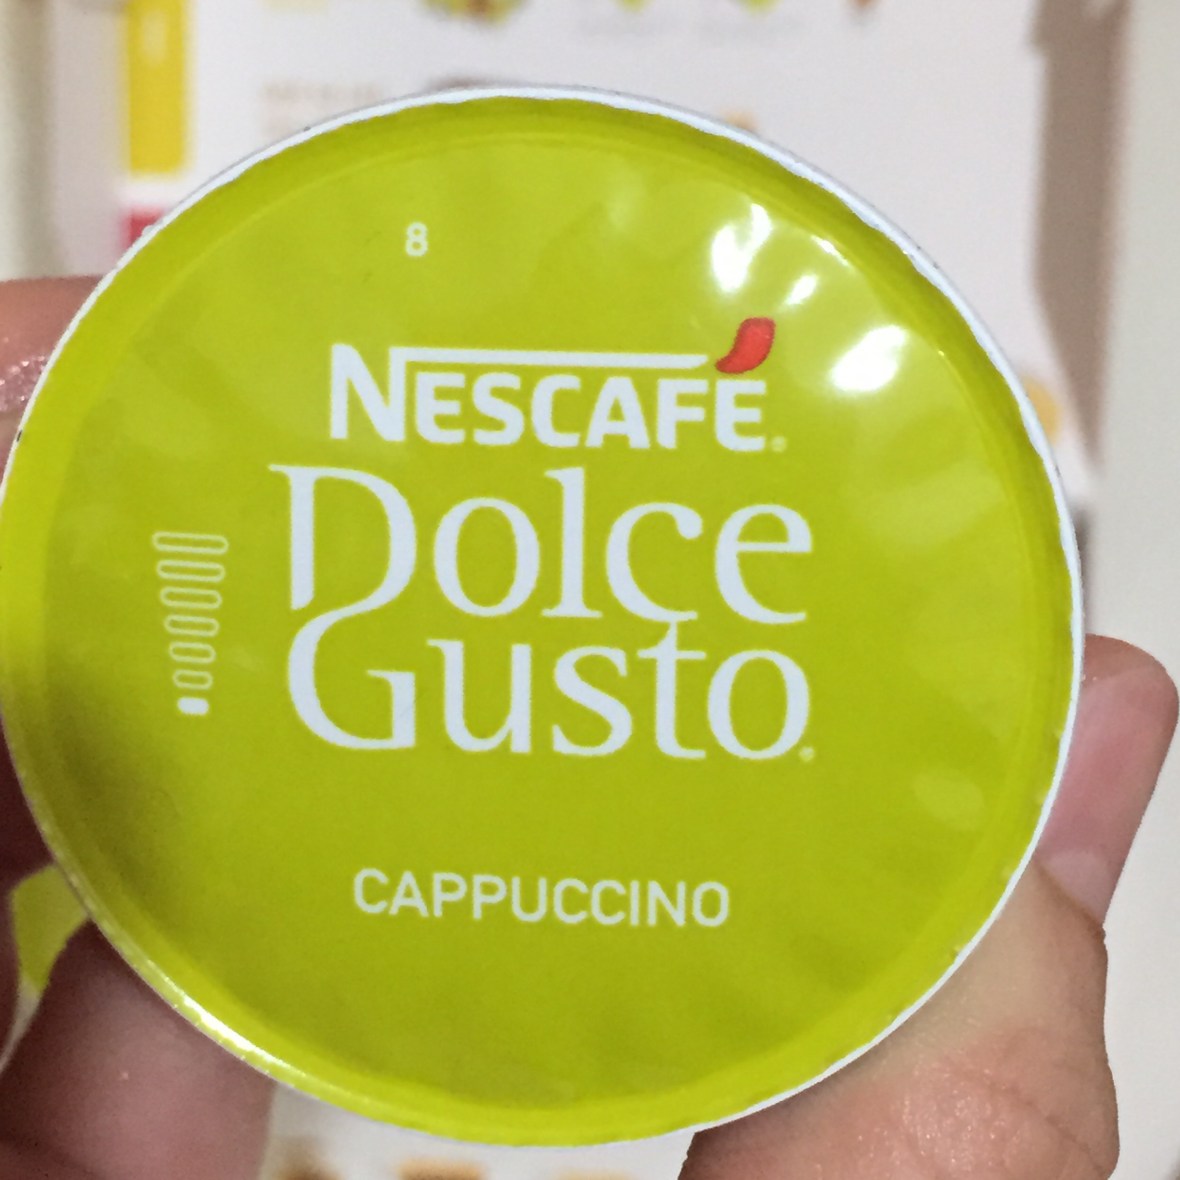 8
NESCAFÉ®
DOLCE
GUSTO®
CAPPUCCINO